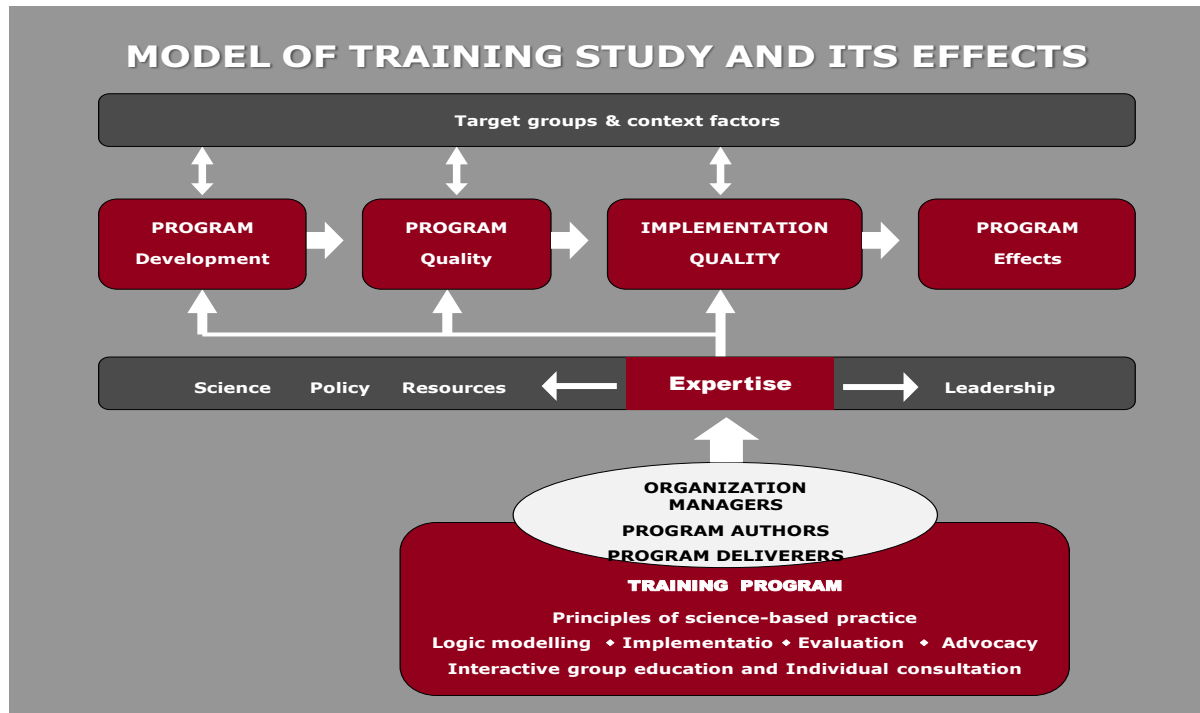 MODEL OF TRAINING STUDY AND ITS EFFECTS
Target groups & context factors
PROGRAM
Development
PROGRAM
Quality
IMPLEMENTATION
QUALITY
PROGRAM
Effects
Science Policy Resources
Expertise
Leadership
ORGANIZATION
MANAGERS
PROGRAM AUTHORS
PROGRAM DELIVERERS
TRAINING PROGRAM
Principles of science-based practice
Logic modelling ◆ Implementatio ◆ Evaluation ◆ Advocacy
Interactive group education and Individual consultation